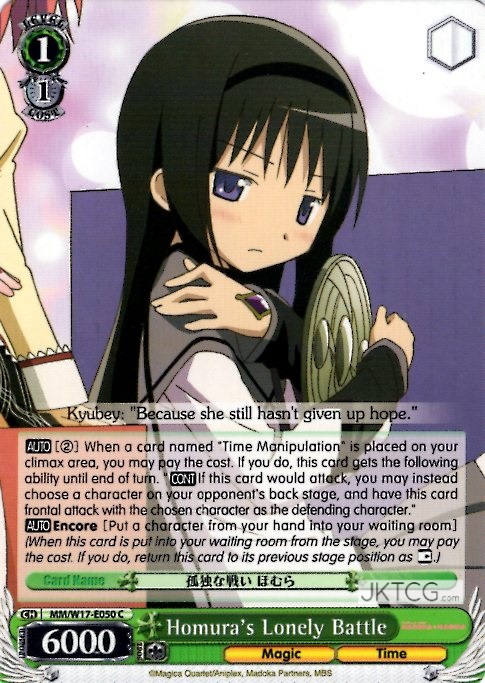 LEVEL
1
1
COST
Kyubey: "Because she still hasn't given up hope."
AUTO [②] When a card named "Time Manipulation" is placed on your
climax area, you may pay the cost. If you do, this card gets the following
ability until end of turn. "CONT If this card would attack, you may instead
choose a character on your opponent's back stage, and have this card
frontal attack with the chosen character as the defending character."
AUTO Encore [Put a character from your hand into your waiting room]
(When this card is put into your waiting room from the stage, you may pay
the cost. If you do, return this card to its previous stage position as .)
Card Name 孤独な戦い ほむら
JKTCG.com
CH MM/W17-E050 C
6000 Homura's Lonely Battle
Magic Time
©Magica Quartet/Aniplex, Madoka Partners, MBS